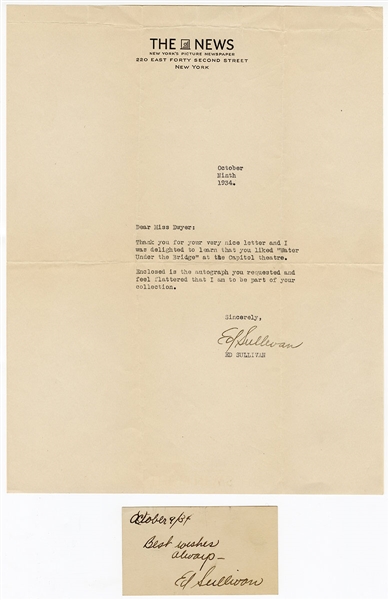 THE NEWS
NEW YORK'S PICTURE NEWSPAPER
220 EAST FORTY SECOND STREET
NEW YORK
October
Ninth
1934.
Dear Miss Dwyer:
Thank you for your very nice letter and I
was delighted to learn that you liked "Water
Under the Bridge" at the Capitol theatre.
Enclosed is the autograph you requested and
feel flattered that I am to be part of your
collection.
Sincerely,
Ed Sullivan
ED SULLIVAN
October 9/34
Best wishes
always—
Ed Sullivan